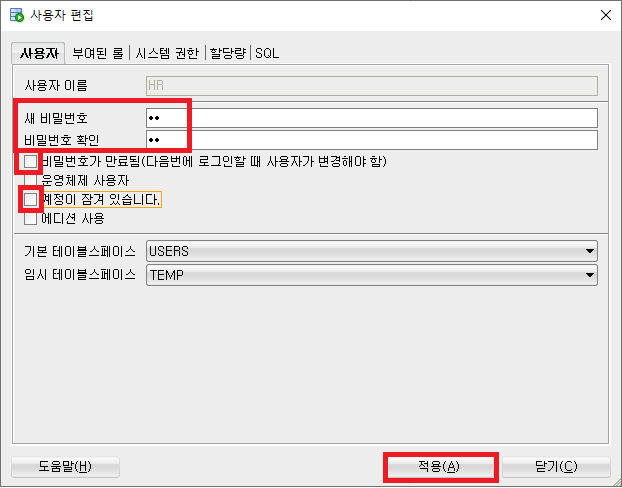 사용자 편집
사용자 부여된 롤 시스템 권한 할당량 SQL
사용자 이름 HR
새 비밀번호 ••
비밀번호 확인 ••
비밀번호가 만료됨(다음번에 로그인할 때 사용자가 변경해야 함)
운영체제 사용자
계정이 잠겨 있습니다.
에디션 사용
기본 테이블스페이스 USERS
임시 테이블스페이스 TEMP
도움말(H) 적용(A) 닫기(C)